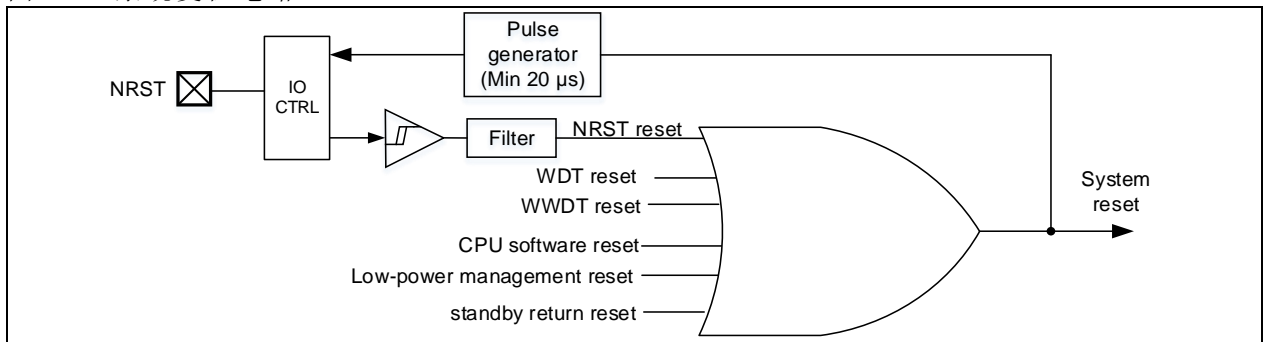 Pulse
generator
(Min 20 µs)
NRST
IO
CTRL
Filter
NRST reset
WDT reset
WWDT reset
CPU software reset
Low-power management reset
standby return reset
System
reset